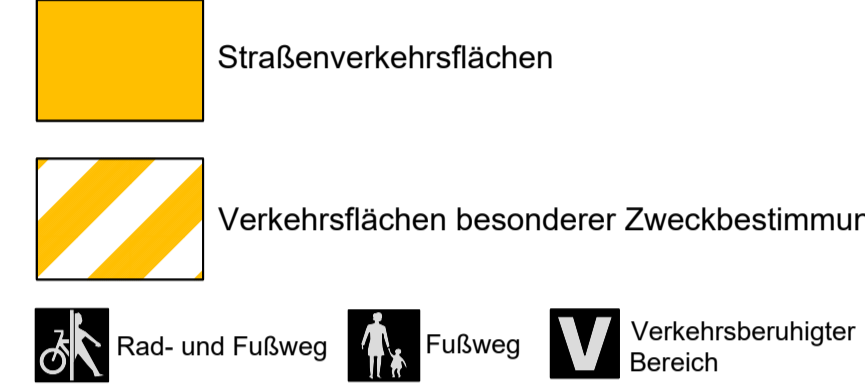 Straßenverkehrsflächen
Verkehrsflächen besonderer Zweckbestimmun
Rad- und Fußweg
Fußweg
V
Verkehrsberuhigter
Bereich